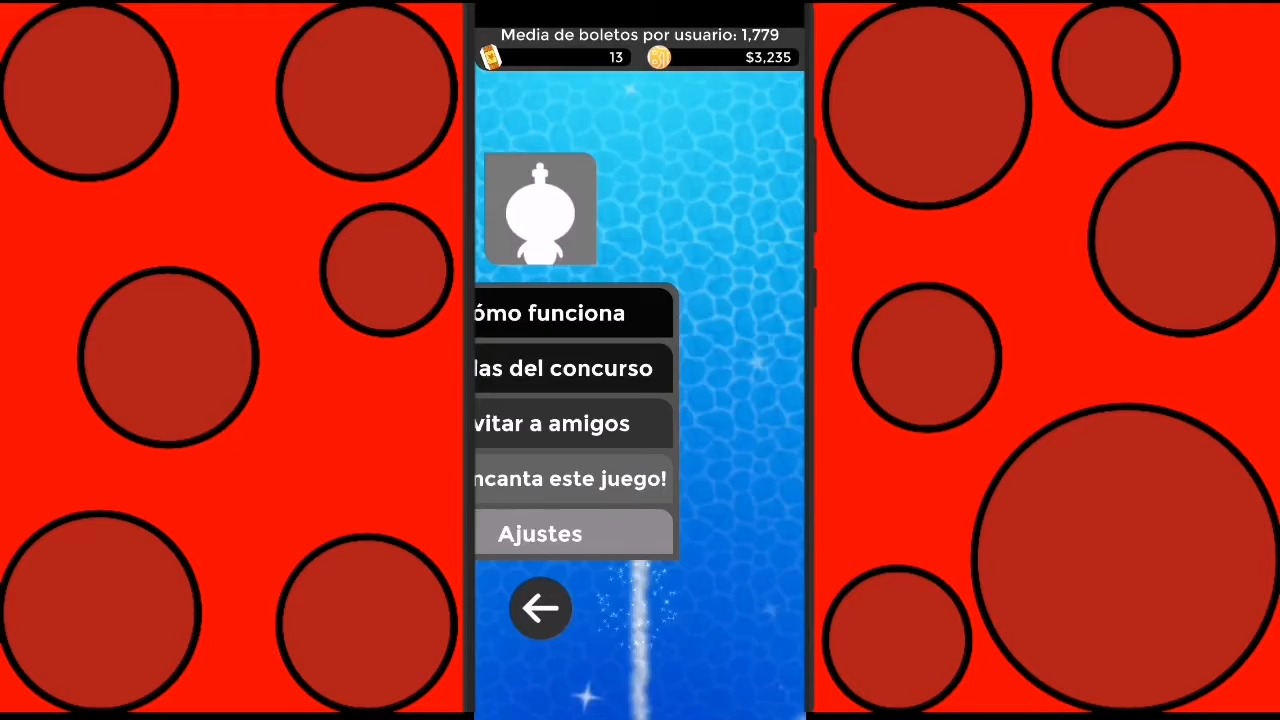 Media de boletos por usuario: 1,779
13
$3,235
ómo funciona
las del concurso
vitar a amigos
ncanta este juego!
Ajustes